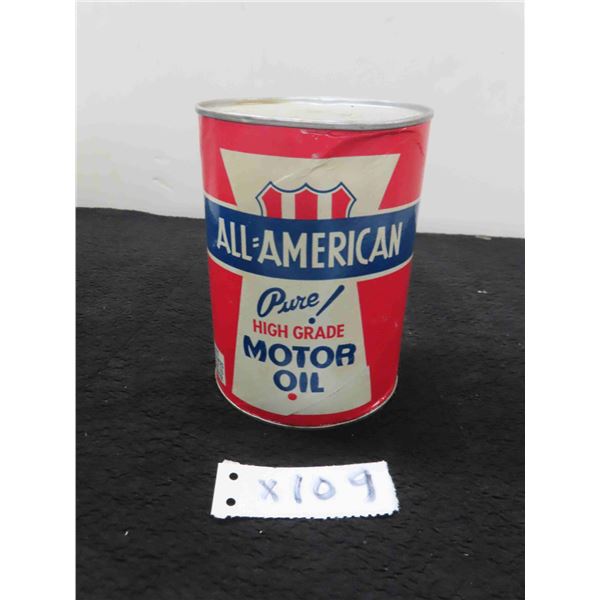 ALL-AMERICAN
Pure!
HIGH GRADE
MOTOR
OIL
x109